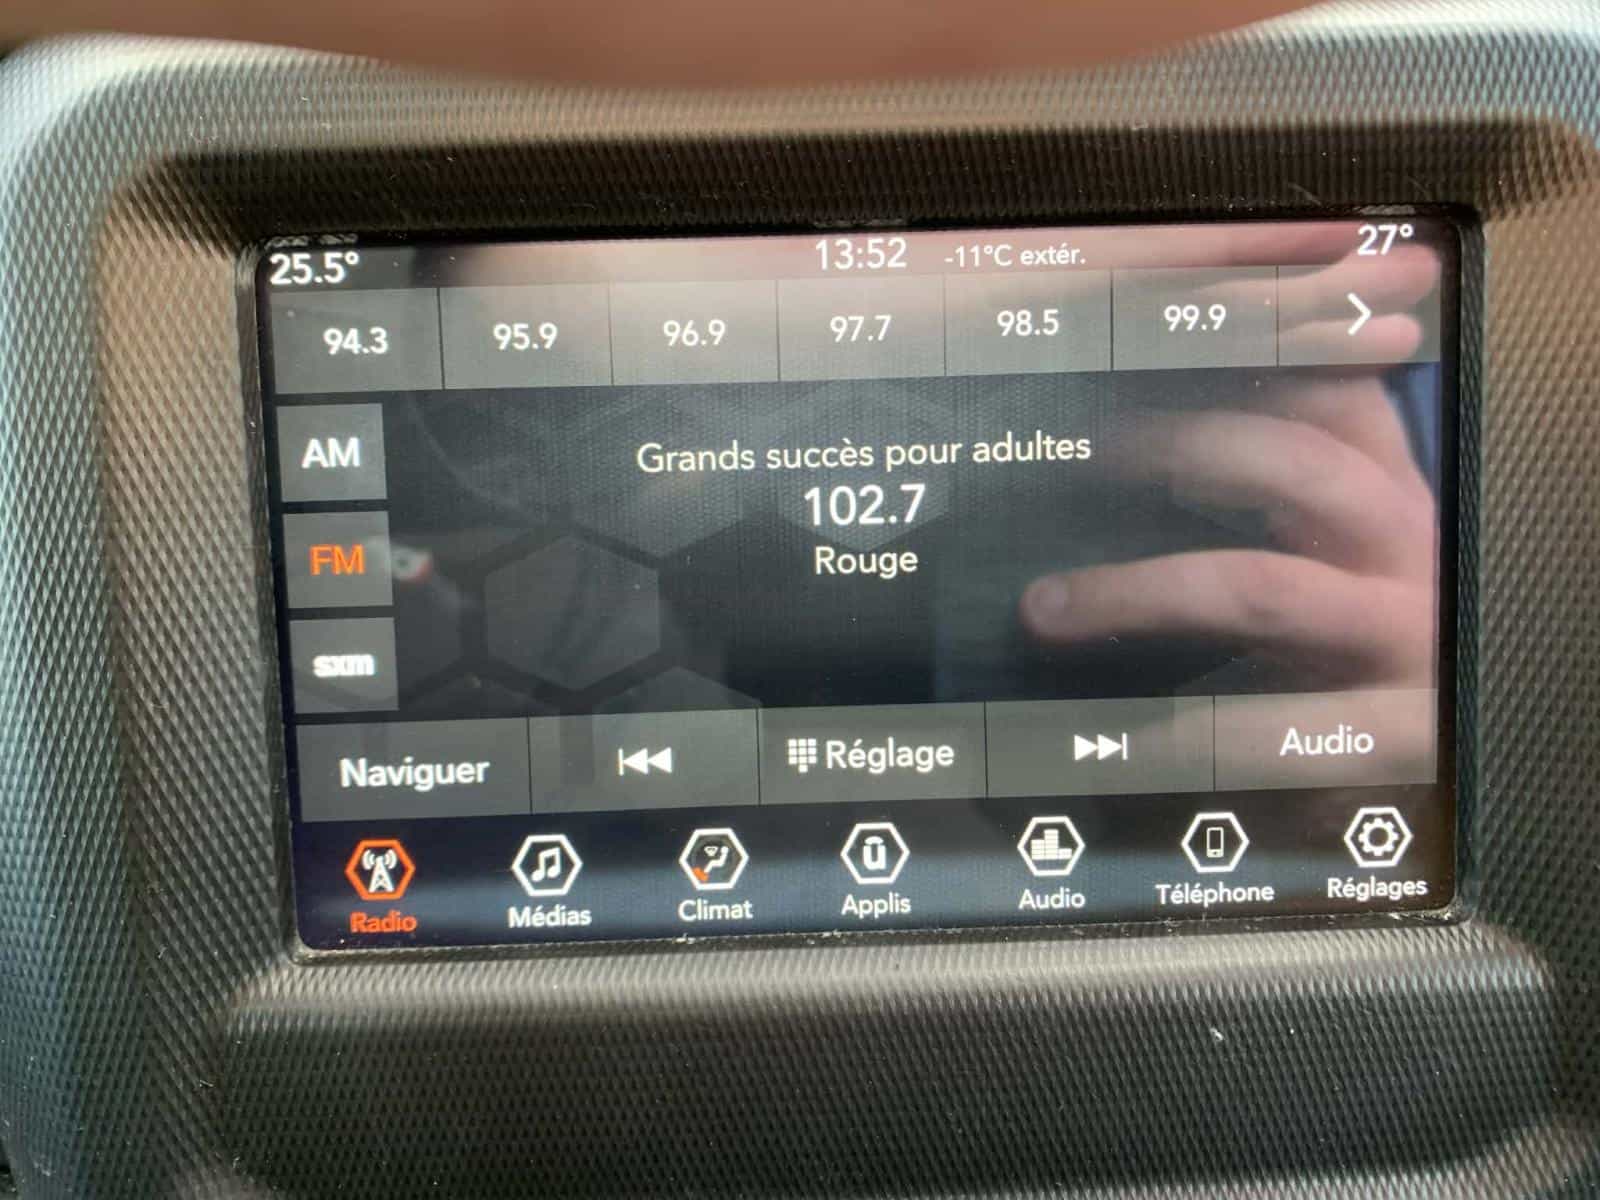 25.5° 13:52 -11°C extér. 27°
94.3 95.9 96.9 97.7 98.5 99.9
AM
Grands succès pour adultes
102.7
FM
Rouge
sxm
Naviguer Réglage Audio
û
Radio Médias Climat Applis Audio Téléphone Réglages